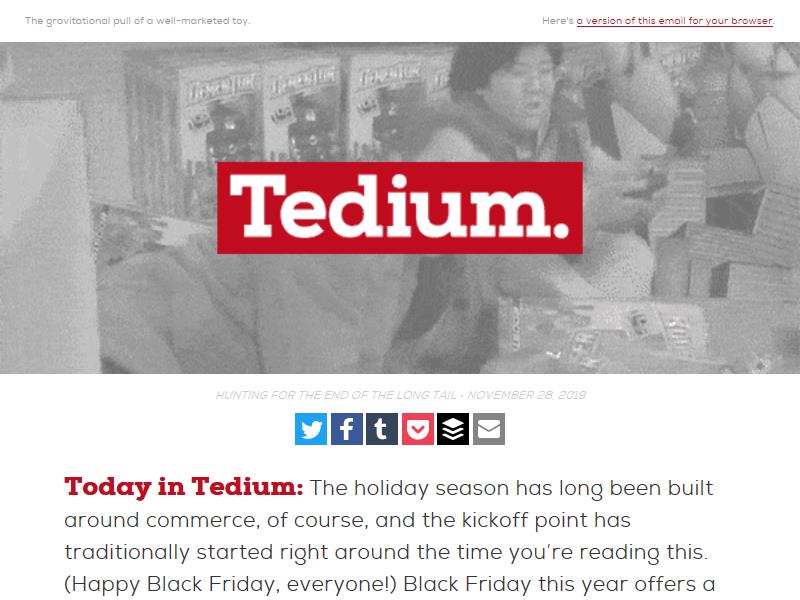 The gravitational pull of a well-marketed toy.
Here's a version of this email for your browser.
Tedium.
HUNTING FOR THE END OF THE LONG TAIL • NOVEMBER 28, 2019
Today in Tedium: The holiday season has long been built
around commerce, of course, and the kickoff point has
traditionally started right around the time you're reading this.
(Happy Black Friday, everyone!) Black Friday this year offers a